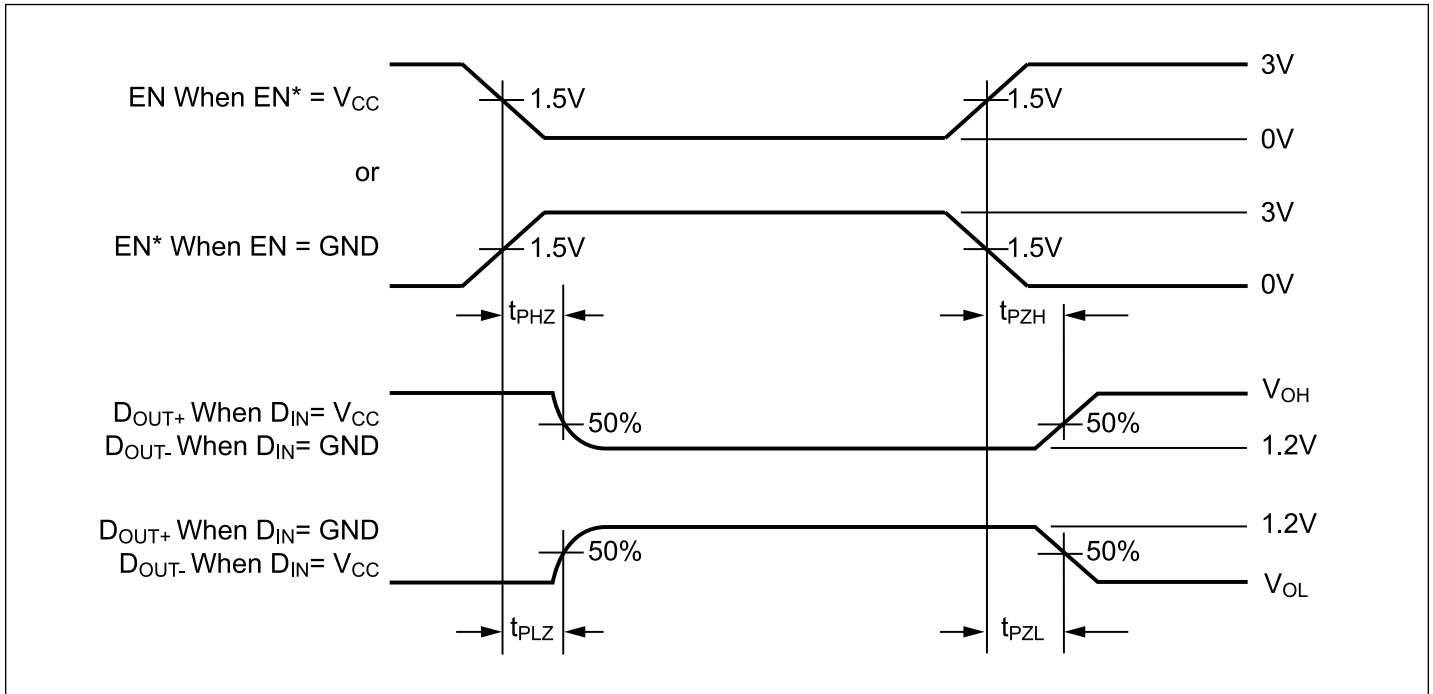 3V
EN When EN* = VCC
1.5V
1.5V
0V
or
3V
EN* When EN = GND
1.5V
1.5V
0V
tPHZ
tPZH
VOH
DOUT+ When DIN= VCC
50%
50%
DOUT- When DIN= GND
1.2V
1.2V
DOUT+ When DIN= GND
50%
50%
DOUT- When DIN= VCC
VOL
tPLZ
tPZL